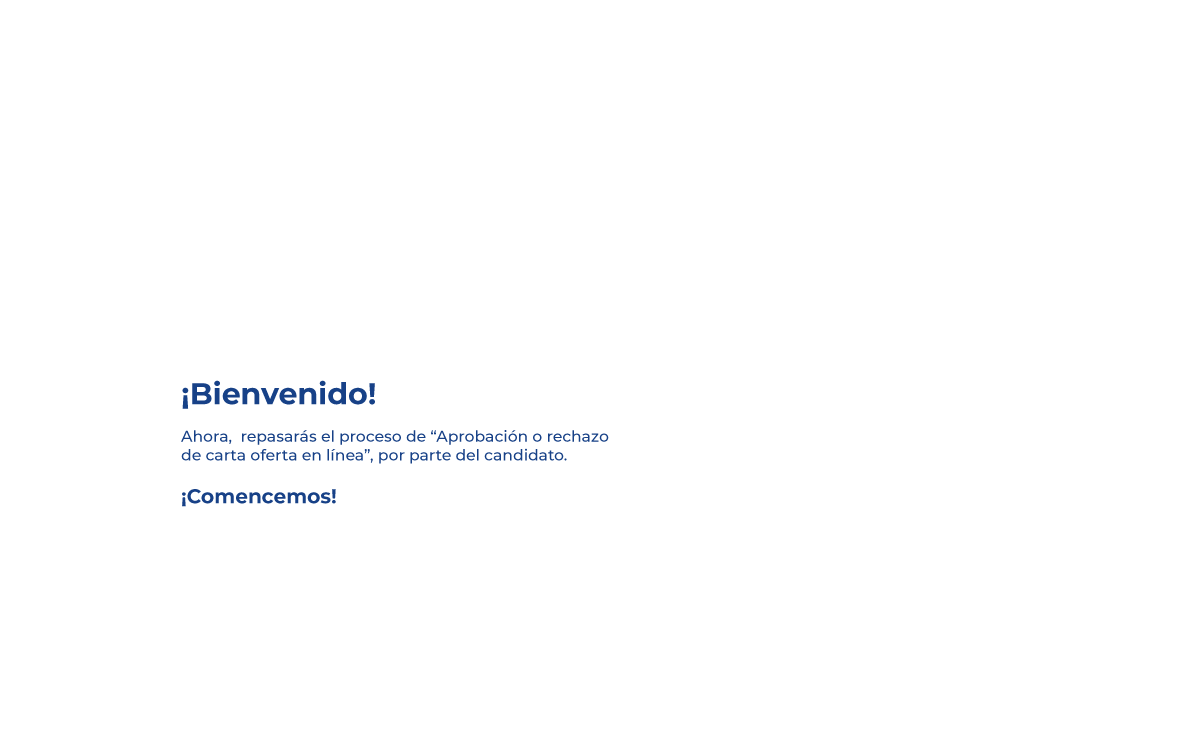 ¡Bienvenido!
Ahora,  repasarás el proceso de “Aprobación o rechazo
de carta oferta en línea”, por parte del candidato.
¡Comencemos!